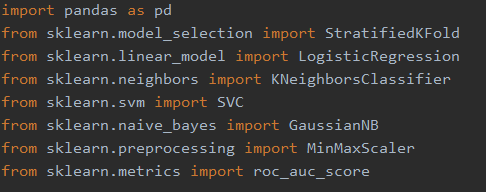 import pandas as pd
from sklearn.model_selection import StratifiedKFold
from sklearn.linear_model import LogisticRegression
from sklearn.neighbors import KNeighborsClassifier
from sklearn.svm import SVC
from sklearn.naive_bayes import GaussianNB
from sklearn.preprocessing import MinMaxScaler
from sklearn.metrics import roc_auc_score